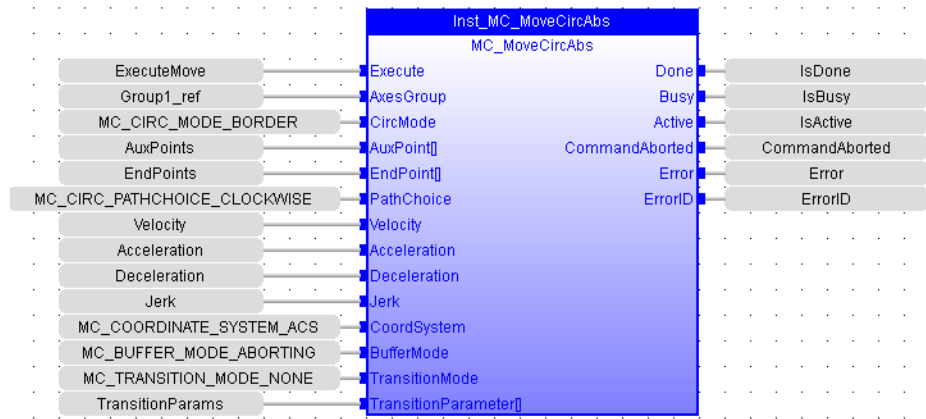 Inst_MC_MoveCircAbs
MC_MoveCircAbs
ExecuteMove Execute Done IsDone
Group1_ref AxesGroup Busy IsBusy
MC_CIRC_MODE_BORDER CircMode Active IsActive
AuxPoints AuxPoint[] CommandAborted CommandAborted
EndPoints EndPoint[] Error Error
MC_CIRC_PATHCHOICE_CLOCKWISE PathChoice ErrorID ErrorID
Velocity Velocity
Acceleration Acceleration
Deceleration Deceleration
Jerk Jerk
MC_COORDINATE_SYSTEM_ACS CoordSystem
MC_BUFFER_MODE_ABORTING BufferMode
MC_TRANSITION_MODE_NONE TransitionMode
TransitionParams TransitionParameter[]